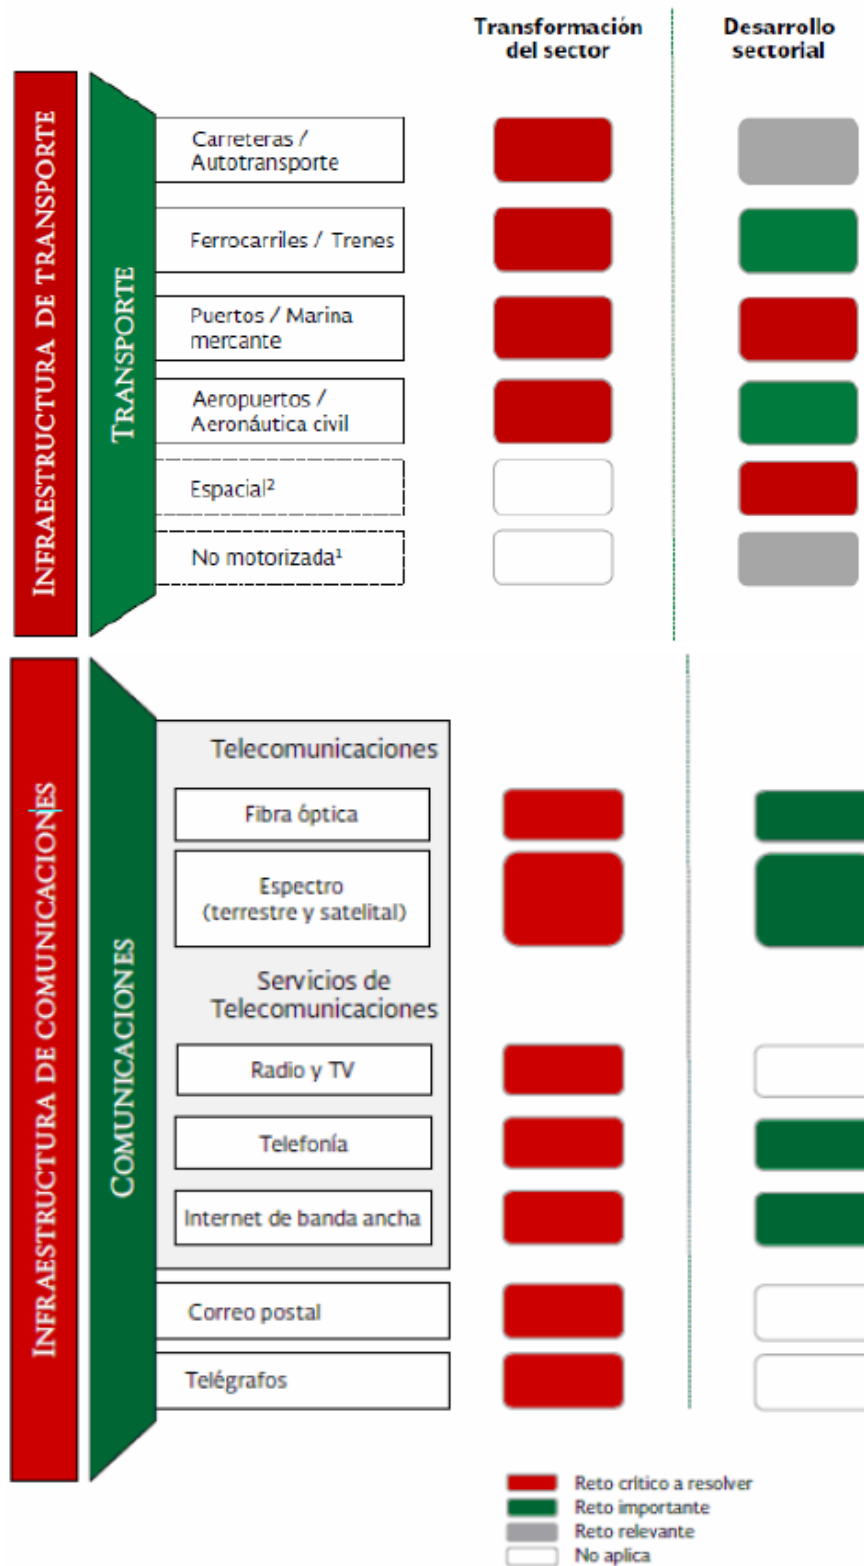 Transformación
del sector
Desarrollo
sectorial
INFRAESTRUCTURA DE TRANSPORTE
TRANSPORTE
Carreteras /
Autotransporte
Ferrocarriles / Trenes
Puertos / Marina
mercante
Aeropuertos /
Aeronáutica civil
Espacial²
No motorizada¹
INFRAESTRUCTURA DE COMUNICACIONES
COMUNICACIONES
Telecomunicaciones
Fibra óptica
Espectro
(terrestre y satelital)
Servicios de
Telecomunicaciones
Radio y TV
Telefonía
Internet de banda ancha
Correo postal
Telégrafos
Reto crítico a resolver
Reto importante
Reto relevante
No aplica